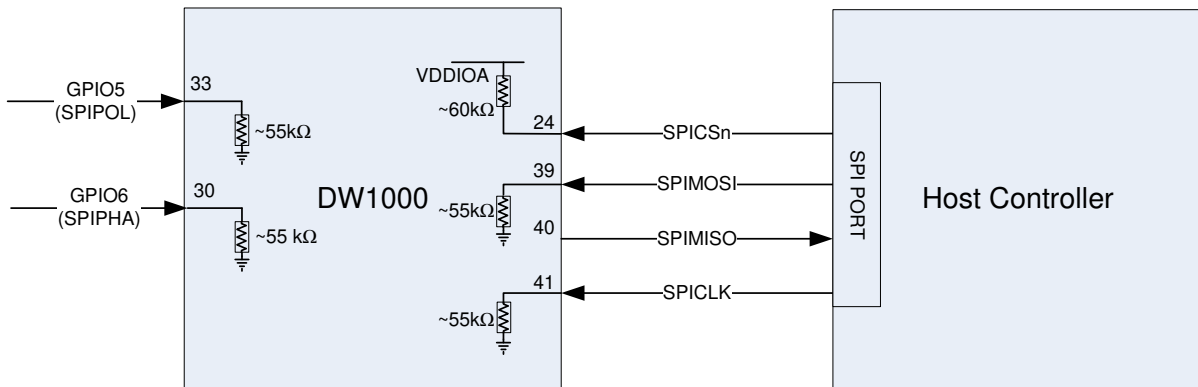 GPIO5
(SPIPOL)
33
~55kΩ
GPIO6
(SPIPHA)
30
~55 kΩ
DW1000
VDDIOA
~60kΩ
24
SPICSn
39
~55kΩ
SPIMOSI
40
SPIMISO
41
~55kΩ
SPICLK
SPI PORT
Host Controller